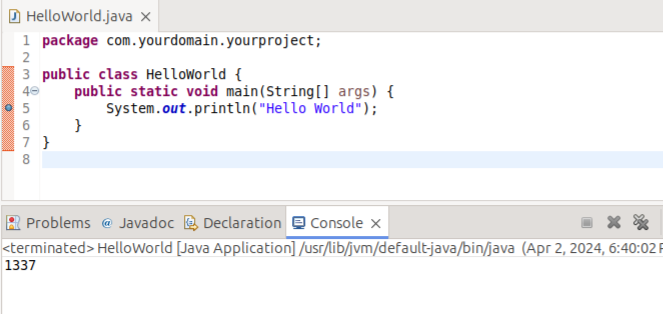 HelloWorld.java
1 package com.yourdomain.yourproject;
2
3 public class HelloWorld {
4     public static void main(String[] args) {
5         System.out.println("Hello World");
6     }
7 }
8
Problems @ Javadoc Declaration Console
<terminated> HelloWorld [Java Application] /usr/lib/jvm/default-java/bin/java (Apr 2, 2024, 6:40:02
1337